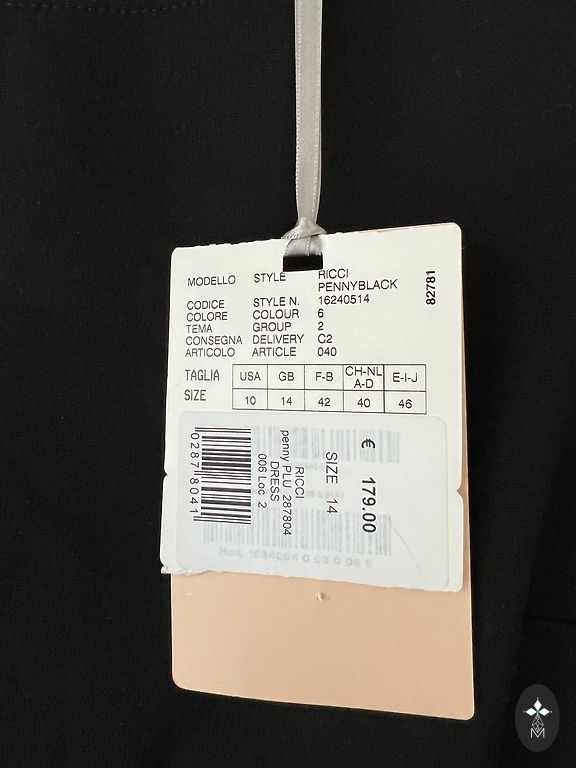 MODELLO STYLE RICCI
PENNYBLACK
CODICE STYLE N. 16240514
COLORE COLOUR 6
TEMA GROUP 2
CONSEGNA DELIVERY C2
ARTICOLO ARTICLE 040
82781
TAGLIA USA GB F-B CH-NL A-D E-I-J
SIZE 10 14 42 40 46
€ 179.00
SIZE 14
RICCI
DRESS
penny PLU 287804
006 Loc 2
02878041
M